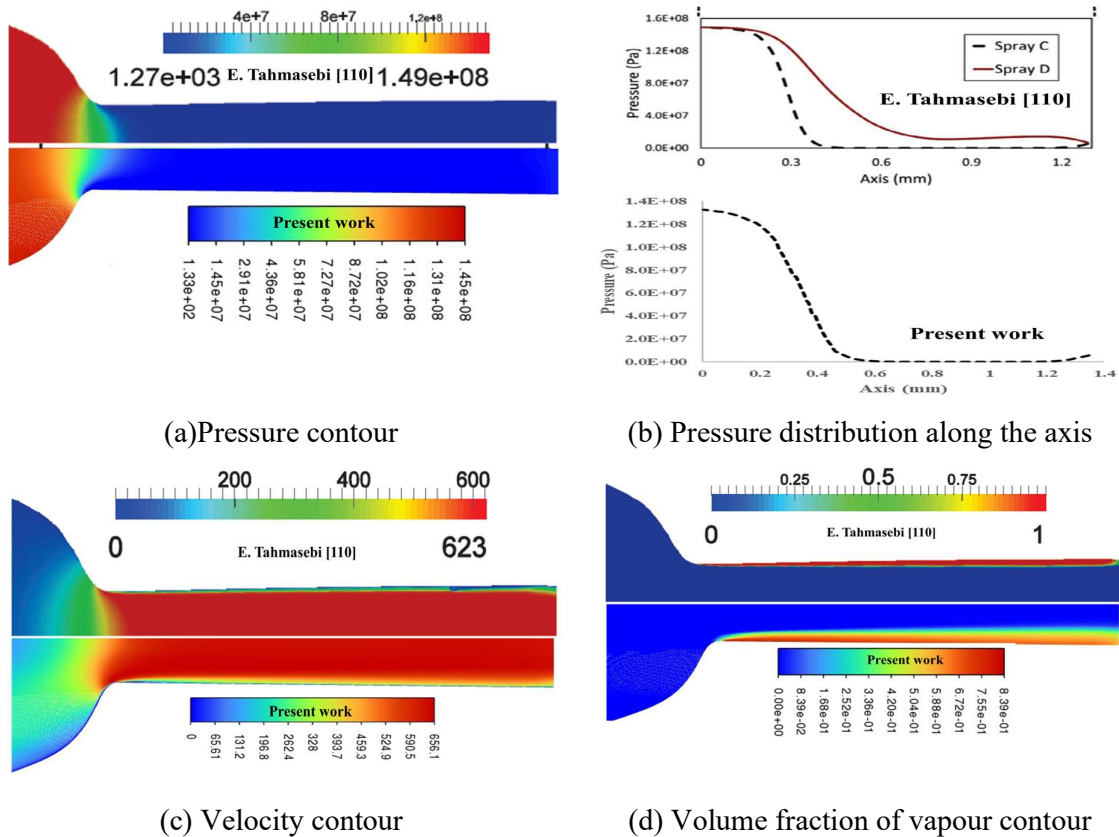 4e+7 8e+7 1,2e+8
1.27e+03 E. Tahmasebi [110] 1.49e+08
Present work
1.33e+02 1.45e+07 2.91e+07 4.36e+07 5.81e+07 7.27e+07 8.72e+07 1.02e+08 1.16e+08 1.31e+08 1.45e+08
(a)Pressure contour
1.6E+08
1.2E+08
8.0E+07
4.0E+07
0.0E+00
Pressure (Pa)
Spray C
Spray D
E. Tahmasebi [110]
0 0.3 0.6 0.9 1.2
Axis (mm)
1.4E+08
1.2E+08
1.0E+08
8.0E+07
6.0E+07
4.0E+07
2.0E+07
0.0E+00
Pressure (Pa)
Present work
0 0.2 0.4 0.6 0.8 1 1.2 1.4
Axis (mm)
(b) Pressure distribution along the axis
200 400 600
0 E. Tahmasebi [110] 623
Present work
0 65.61 131.2 196.8 262.4 328 393.7 459.3 524.9 590.5 656.1
(c) Velocity contour
0.25 0.5 0.75
0 E. Tahmasebi [110] 1
Present work
0.00e+00 8.39e-02 1.68e-01 2.52e-01 3.36e-01 4.20e-01 5.04e-01 5.88e-01 6.72e-01 7.55e-01 8.39e-01
(d) Volume fraction of vapour contour